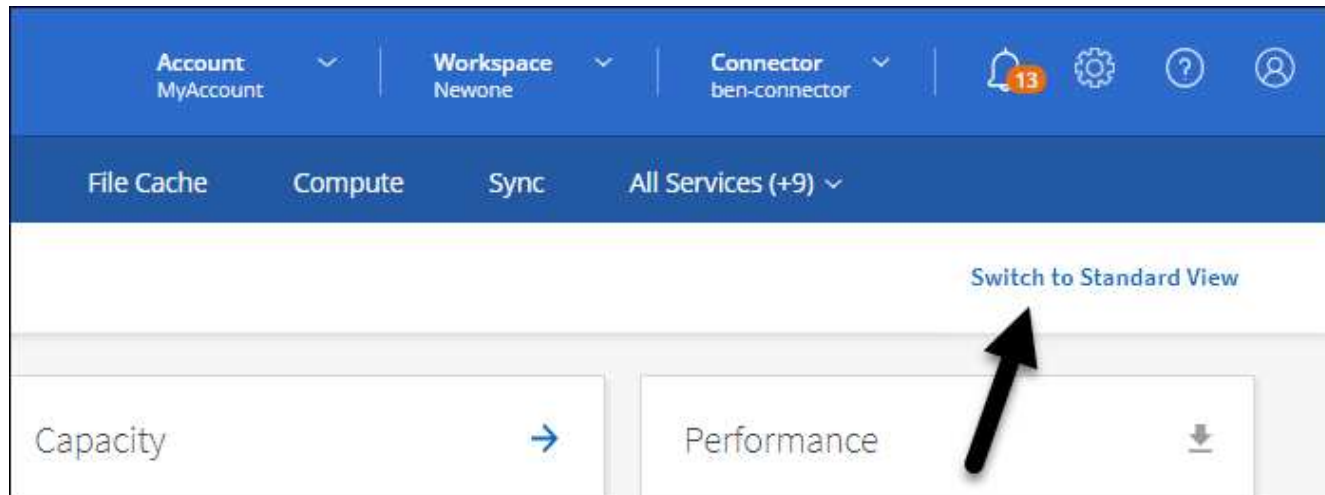 Account Workspace Connector
MyAccount Newone ben-connector 13
File Cache Compute Sync All Services (+9)
Switch to Standard View
Capacity Performance